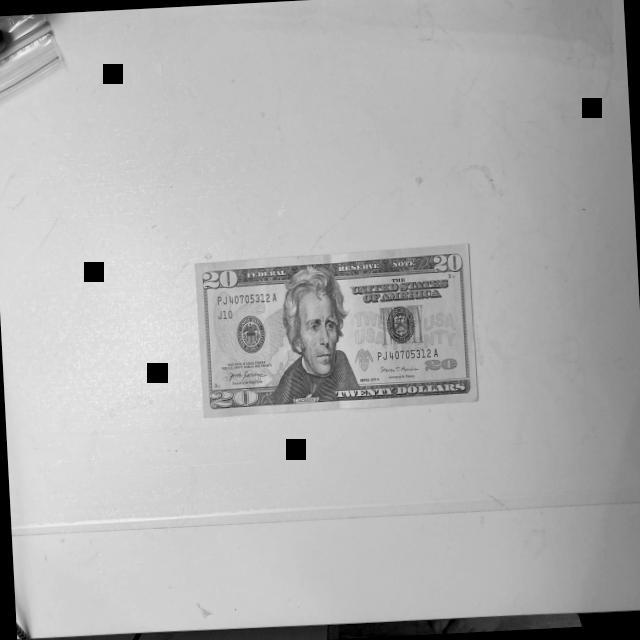 20 FEDERAL RESERVE NOTE 20
THE
UNITED STATES
OF AMERICA
PJ40705312A
J10
USA
TWENTY
PJ40705312A
20
20 TWENTY DOLLARS